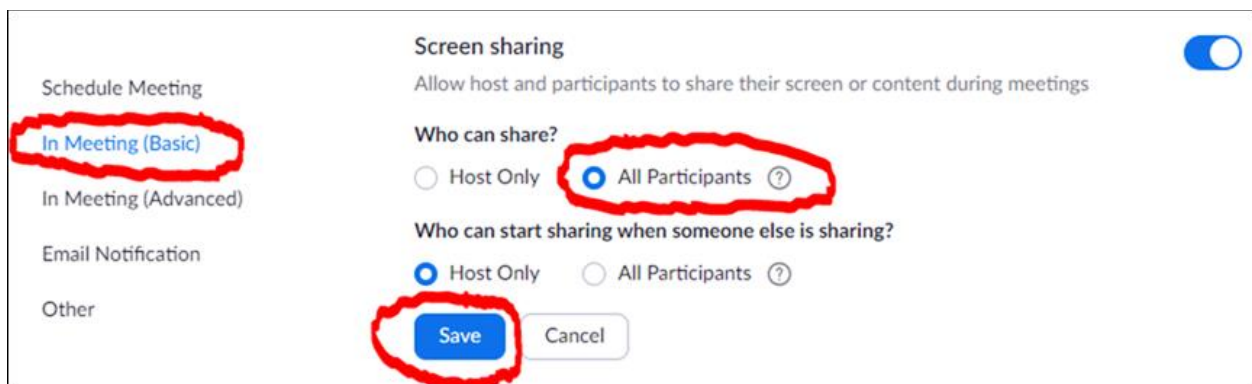 Schedule Meeting
In Meeting (Basic)
In Meeting (Advanced)
Email Notification
Other
Screen sharing
Allow host and participants to share their screen or content during meetings
Who can share?
Host Only All Participants ?
Who can start sharing when someone else is sharing?
Host Only All Participants ?
Save Cancel